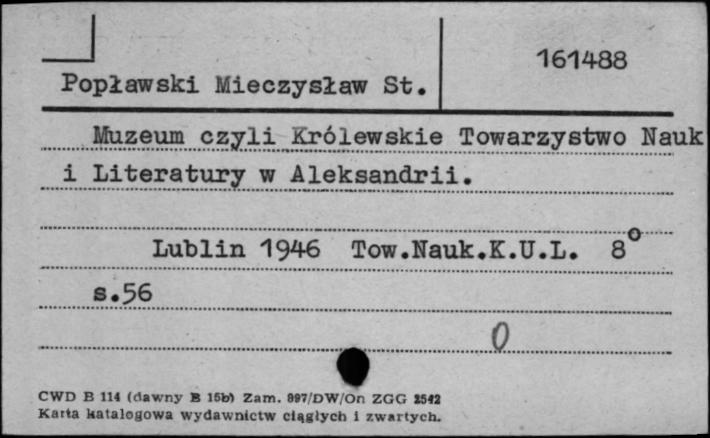 161488
Popławski Mieczysław St.
Muzeum czyli Królewskie Towarzystwo Nauk
i Literatury w Aleksandrii.
Lublin 1946 Tow.Nauk.K.U.L. 8°
s.56
0
CWD B 114 (dawny B 15b) Zam. 897/DW/On ZGG 2542
Karta katalogowa wydawnictw ciągłych i zwartych.